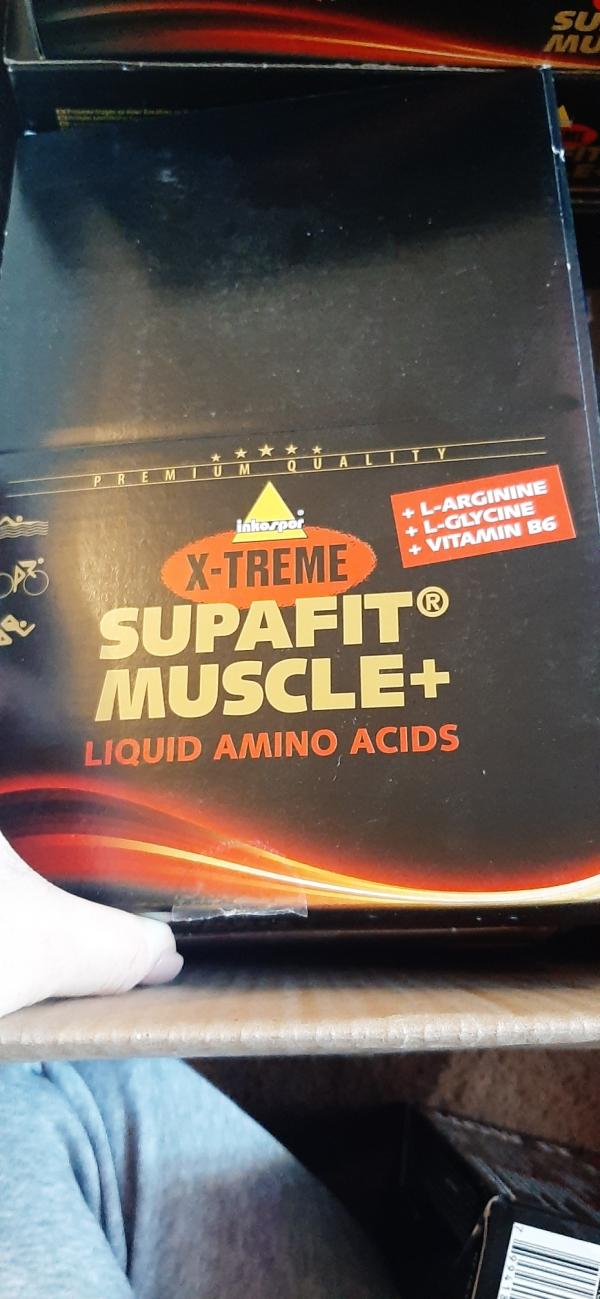 SU
MU
PREMIUM QUALITY
inkospor®
+ L-ARGININE
+ L-GLYCINE
+ VITAMIN B6
X-TREME
SUPAFIT®
MUSCLE+
LIQUID AMINO ACIDS